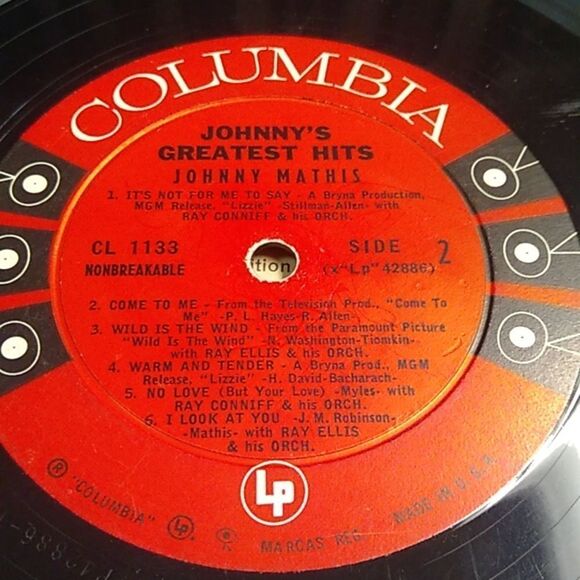 COLUMBIA
JOHNNY'S
GREATEST HITS
JOHNNY MATHIS
1. IT'S NOT FOR ME TO SAY - A Bryna Production,
MGM Release, "Lizzie" -Stillman-Allen- with
RAY CONNIFF & his ORCH.
CL 1133
NONBREAKABLE
ition
SIDE 2
(x"Lp" 42886)
2. COME TO ME - From the Television Prod., "Come To
Me" -P. L. Hayes-R. Allen-
3. WILD IS THE WIND - From the Paramount Picture
"Wild Is The Wind" -N. Washington-Tiomkin-
with RAY ELLIS & his ORCH.
4. WARM AND TENDER - A Bryna Prod., MGM
Release, "Lizzie" -H. David-Bacharach-
5. NO LOVE (But Your Love) -Myles- with
RAY CONNIFF & his ORCH.
6. I LOOK AT YOU -J. M. Robinson-
-Mathis- with RAY ELLIS
& his ORCH.
Lp
® "COLUMBIA" Lp MARCAS REG. MADE IN U.S.A.